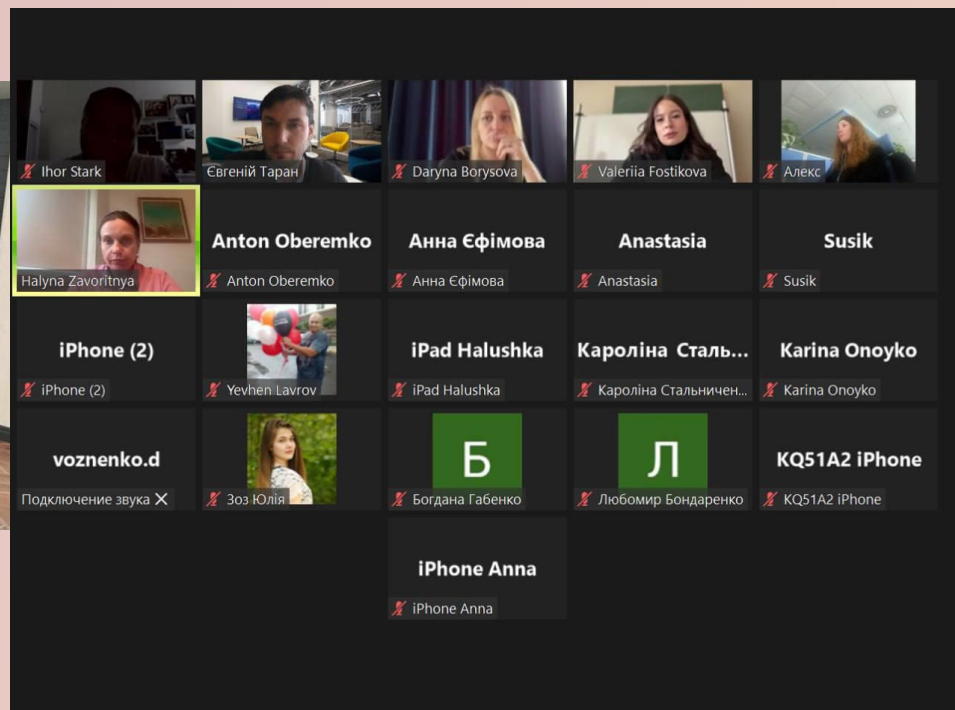 Ihor Stark
Євгеній Таран
Daryna Borysova
Valeriia Fostikova
Алекс
Halyna Zavoritnya
Anton Oberemko
Anton Oberemko
Анна Єфімова
Анна Єфімова
Anastasia
Anastasia
Susik
Susik
iPhone (2)
iPhone (2)
Yevhen Lavrov
iPad Halushka
iPad Halushka
Кароліна Сталь...
Кароліна Стальничен...
Karina Onoyko
Karina Onoyko
voznenko.d
Подключение звука
Зоз Юлія
Б
Богдана Габенко
Л
Любомир Бондаренко
KQ51A2 iPhone
KQ51A2 iPhone
iPhone Anna
iPhone Anna